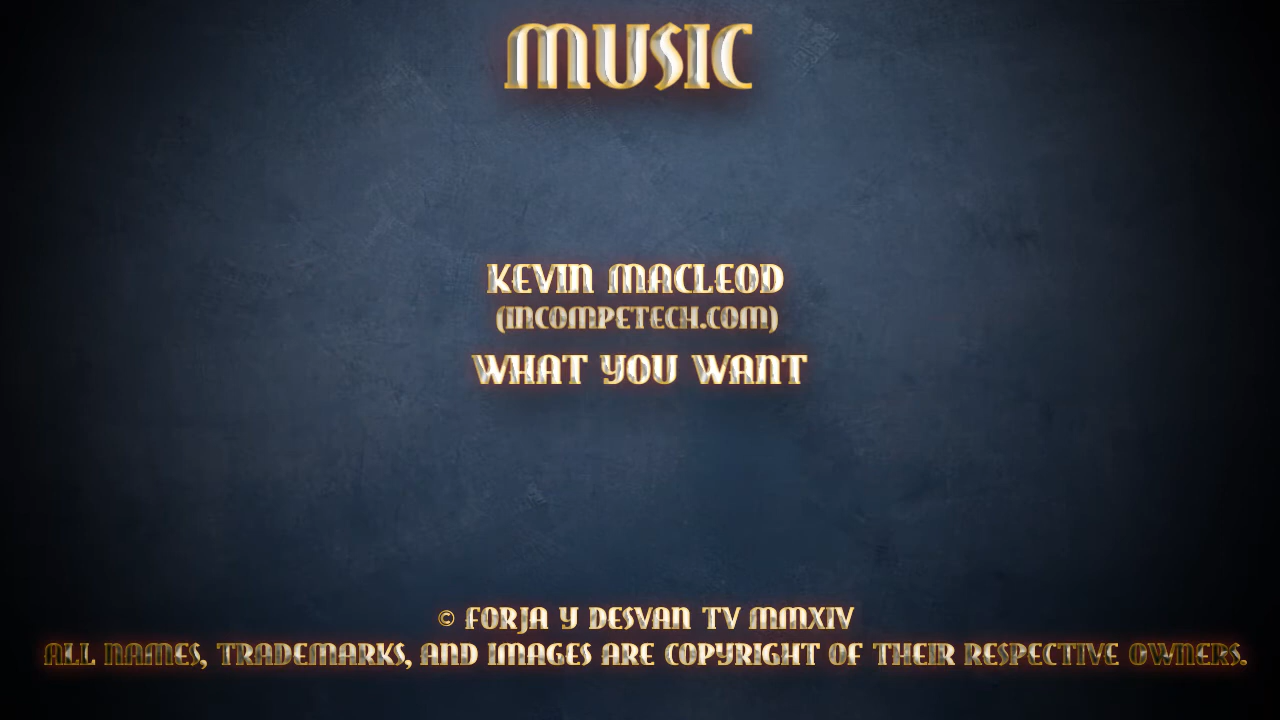 MUSIC
KEVIN MACLEOD
(INCOMPETECH.COM)
WHAT YOU WANT
© FORJA Y DESVAN TV MMXIV
ALL NAMES, TRADEMARKS, AND IMAGES ARE COPYRIGHT OF THEIR RESPECTIVE OWNERS.